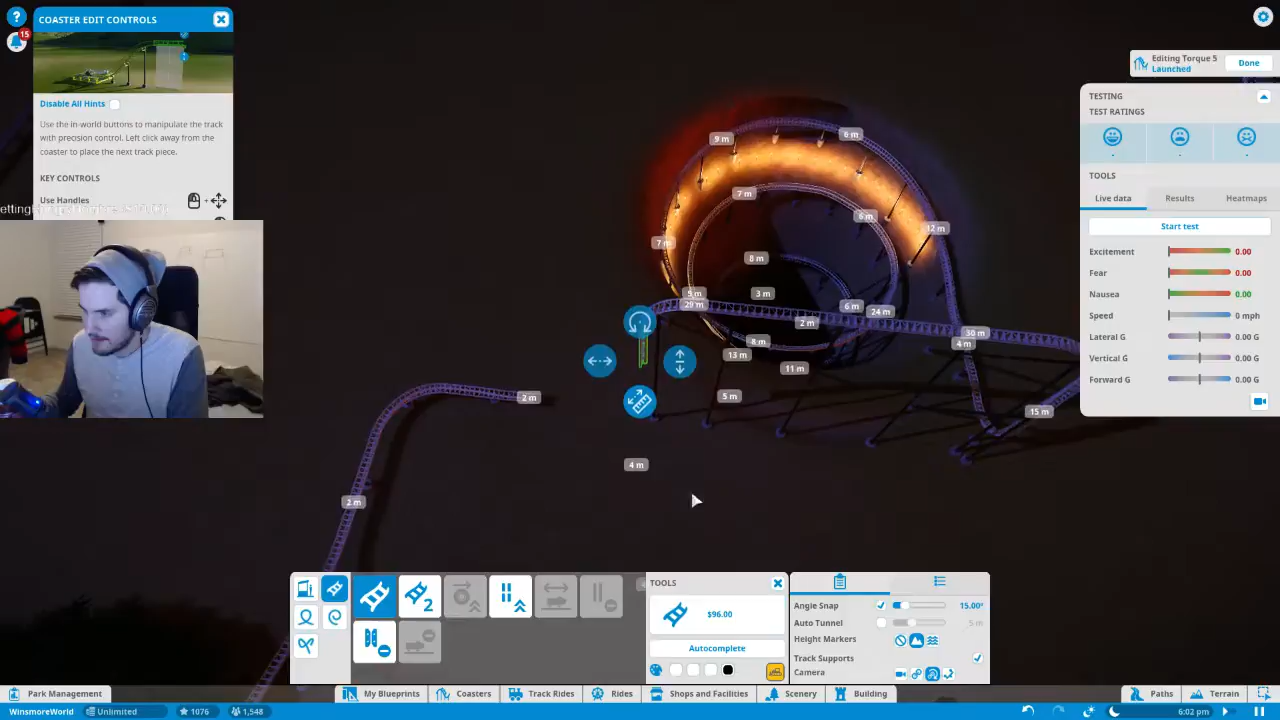 COASTER EDIT CONTROLS
15
Disable All Hints
Use the in-world buttons to manipulate the track
with precision control. Left click away from the
coaster to place the next track piece.
KEY CONTROLS
Use Handles
Editing Torque 5
Launched
Done
TESTING
TEST RATINGS
-
-
-
TOOLS
Live data
Results
Heatmaps
Start test
Excitement 0.00
Fear 0.00
Nausea 0.00
Speed 0 mph
Lateral G 0.00 G
Vertical G 0.00 G
Forward G 0.00 G
9 m
6 m
7 m
6 m
12 m
7 m
8 m
9 m
3 m
29 m
6 m
24 m
2 m
30 m
8 m
4 m
13 m
11 m
5 m
2 m
15 m
4 m
2 m
2
TOOLS
$96.00
Autocomplete
Angle Snap 15.00°
Auto Tunnel 5 m
Height Markers
Track Supports
Camera
Park Management
My Blueprints
Coasters
Track Rides
Rides
Shops and Facilities
Scenery
Building
Paths
Terrain
WinsmoreWorld
Unlimited
1076
1,548
6:02 pm